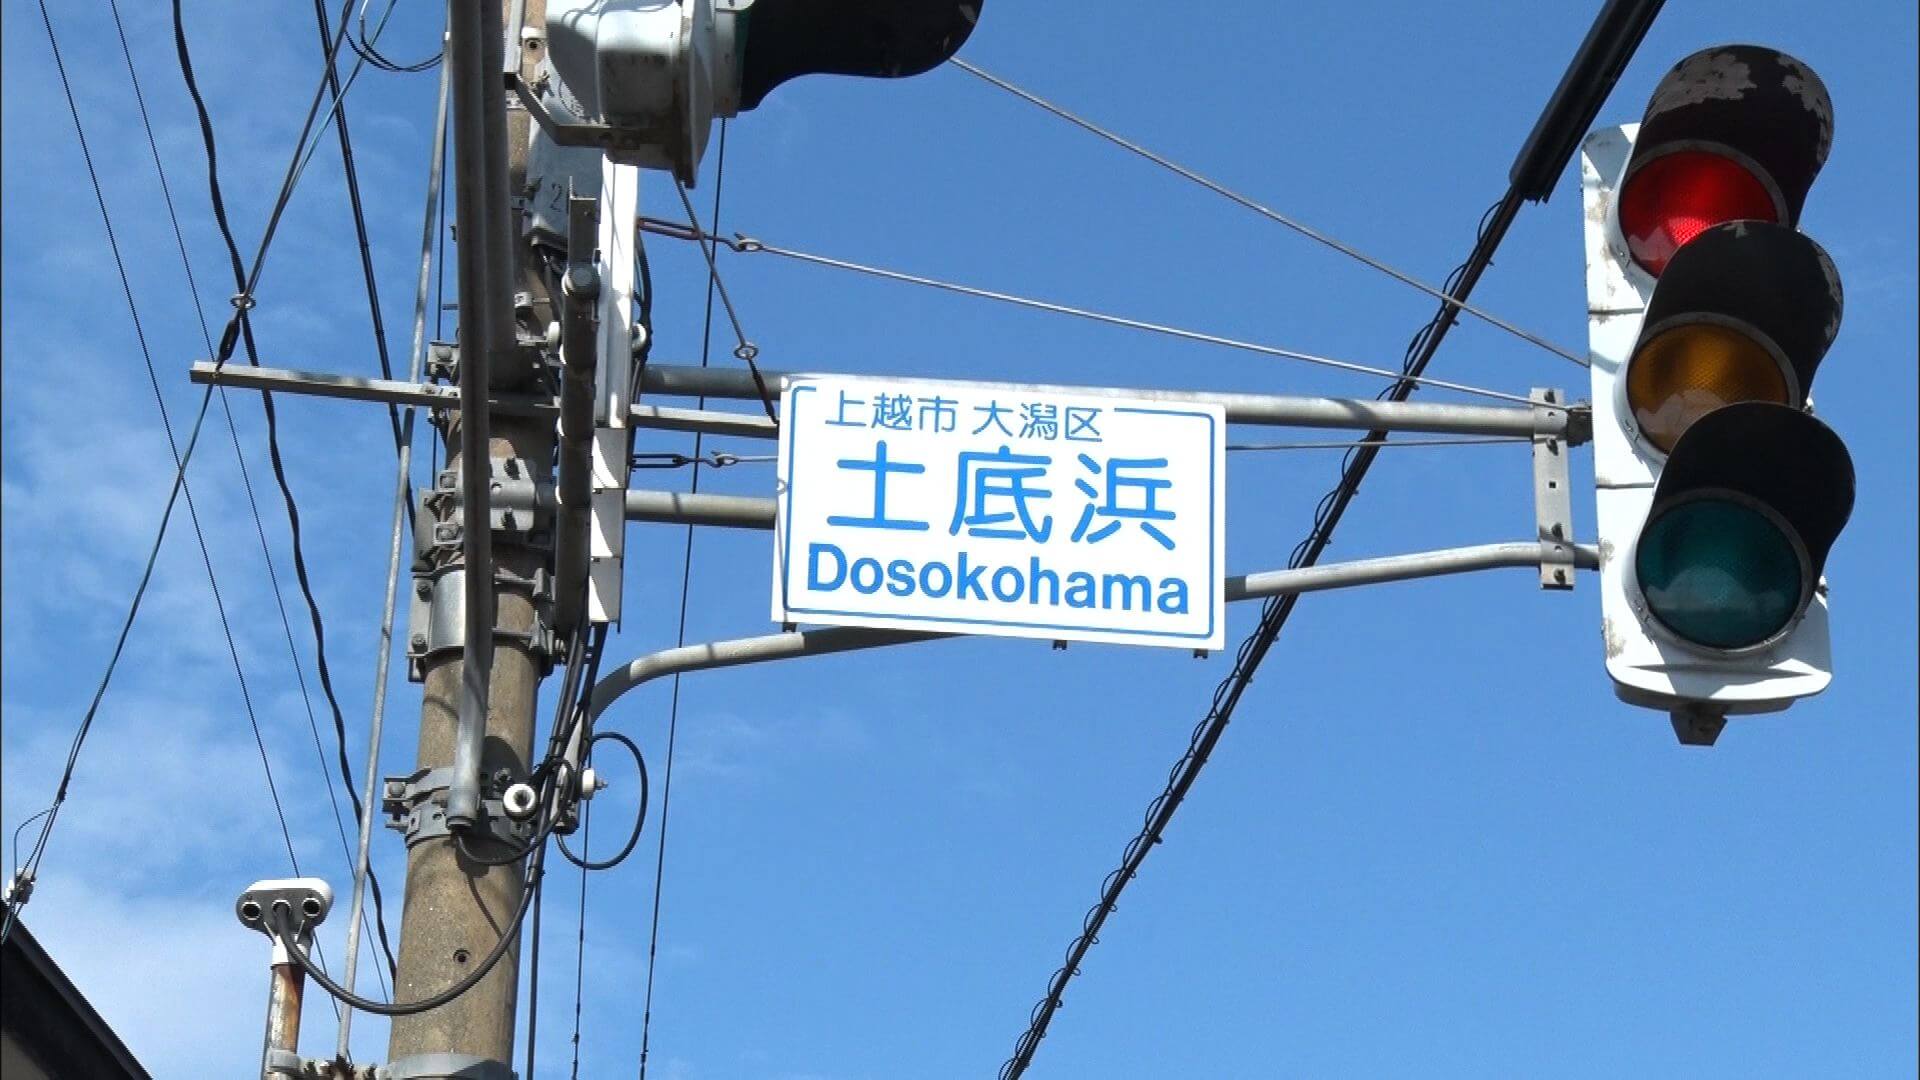 上越市 大潟区
土底浜
Dosokohama